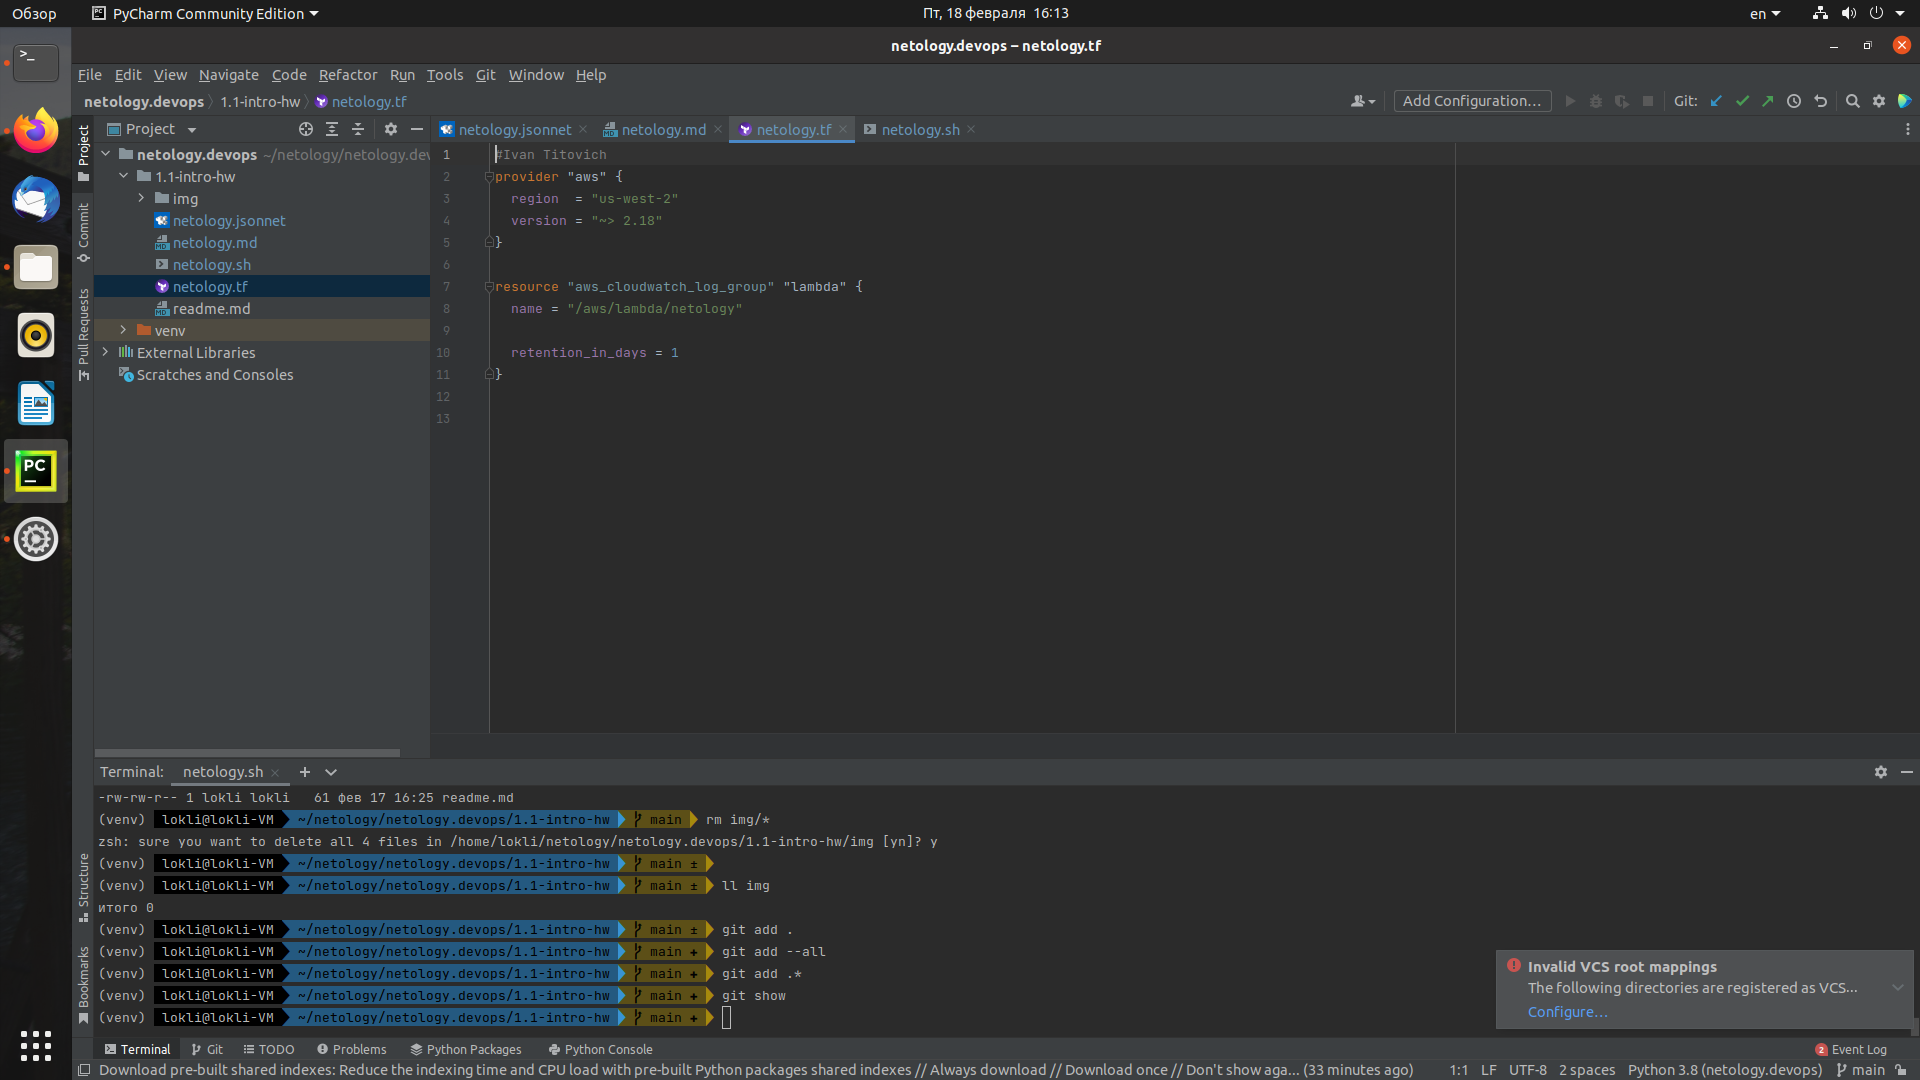 Обзор
PyCharm Community Edition
Пт, 18 февраля 16:13
en
netology.devops – netology.tf
File Edit View Navigate Code Refactor Run Tools Git Window Help
netology.devops 1.1-intro-hw netology.tf
Add Configuration...
Git:
Project
netology.jsonnet
netology.md
netology.tf
netology.sh
Project
Commit
Pull Requests
Structure
Bookmarks
netology.devops ~/netology/netology.dev
1.1-intro-hw
img
netology.jsonnet
netology.md
netology.sh
netology.tf
readme.md
venv
External Libraries
Scratches and Consoles
1 #Ivan Titovich
2 provider "aws" {
3 region  = "us-west-2"
4 version = "~> 2.18"
5 }
6
7 resource "aws_cloudwatch_log_group" "lambda" {
8 name = "/aws/lambda/netology"
9
10 retention_in_days = 1
11 }
12
13
Terminal: netology.sh
-rw-rw-r-- 1 lokli lokli   61 фев 17 16:25 readme.md
(venv) lokli@lokli-VM ~/netology/netology.devops/1.1-intro-hw main rm img/*
zsh: sure you want to delete all 4 files in /home/lokli/netology/netology.devops/1.1-intro-hw/img [yn]? y
(venv) lokli@lokli-VM ~/netology/netology.devops/1.1-intro-hw main ±
(venv) lokli@lokli-VM ~/netology/netology.devops/1.1-intro-hw main ± ll img
итого 0
(venv) lokli@lokli-VM ~/netology/netology.devops/1.1-intro-hw main ± git add .
(venv) lokli@lokli-VM ~/netology/netology.devops/1.1-intro-hw main + git add --all
(venv) lokli@lokli-VM ~/netology/netology.devops/1.1-intro-hw main + git add .*
(venv) lokli@lokli-VM ~/netology/netology.devops/1.1-intro-hw main + git show
(venv) lokli@lokli-VM ~/netology/netology.devops/1.1-intro-hw main +
Invalid VCS root mappings
The following directories are registered as VCS...
Configure...
Terminal Git TODO Problems Python Packages Python Console
2 Event Log
Download pre-built shared indexes: Reduce the indexing time and CPU load with pre-built Python packages shared indexes // Always download // Download once // Don't show aga... (33 minutes ago)
1:1 LF UTF-8 2 spaces Python 3.8 (netology.devops) main